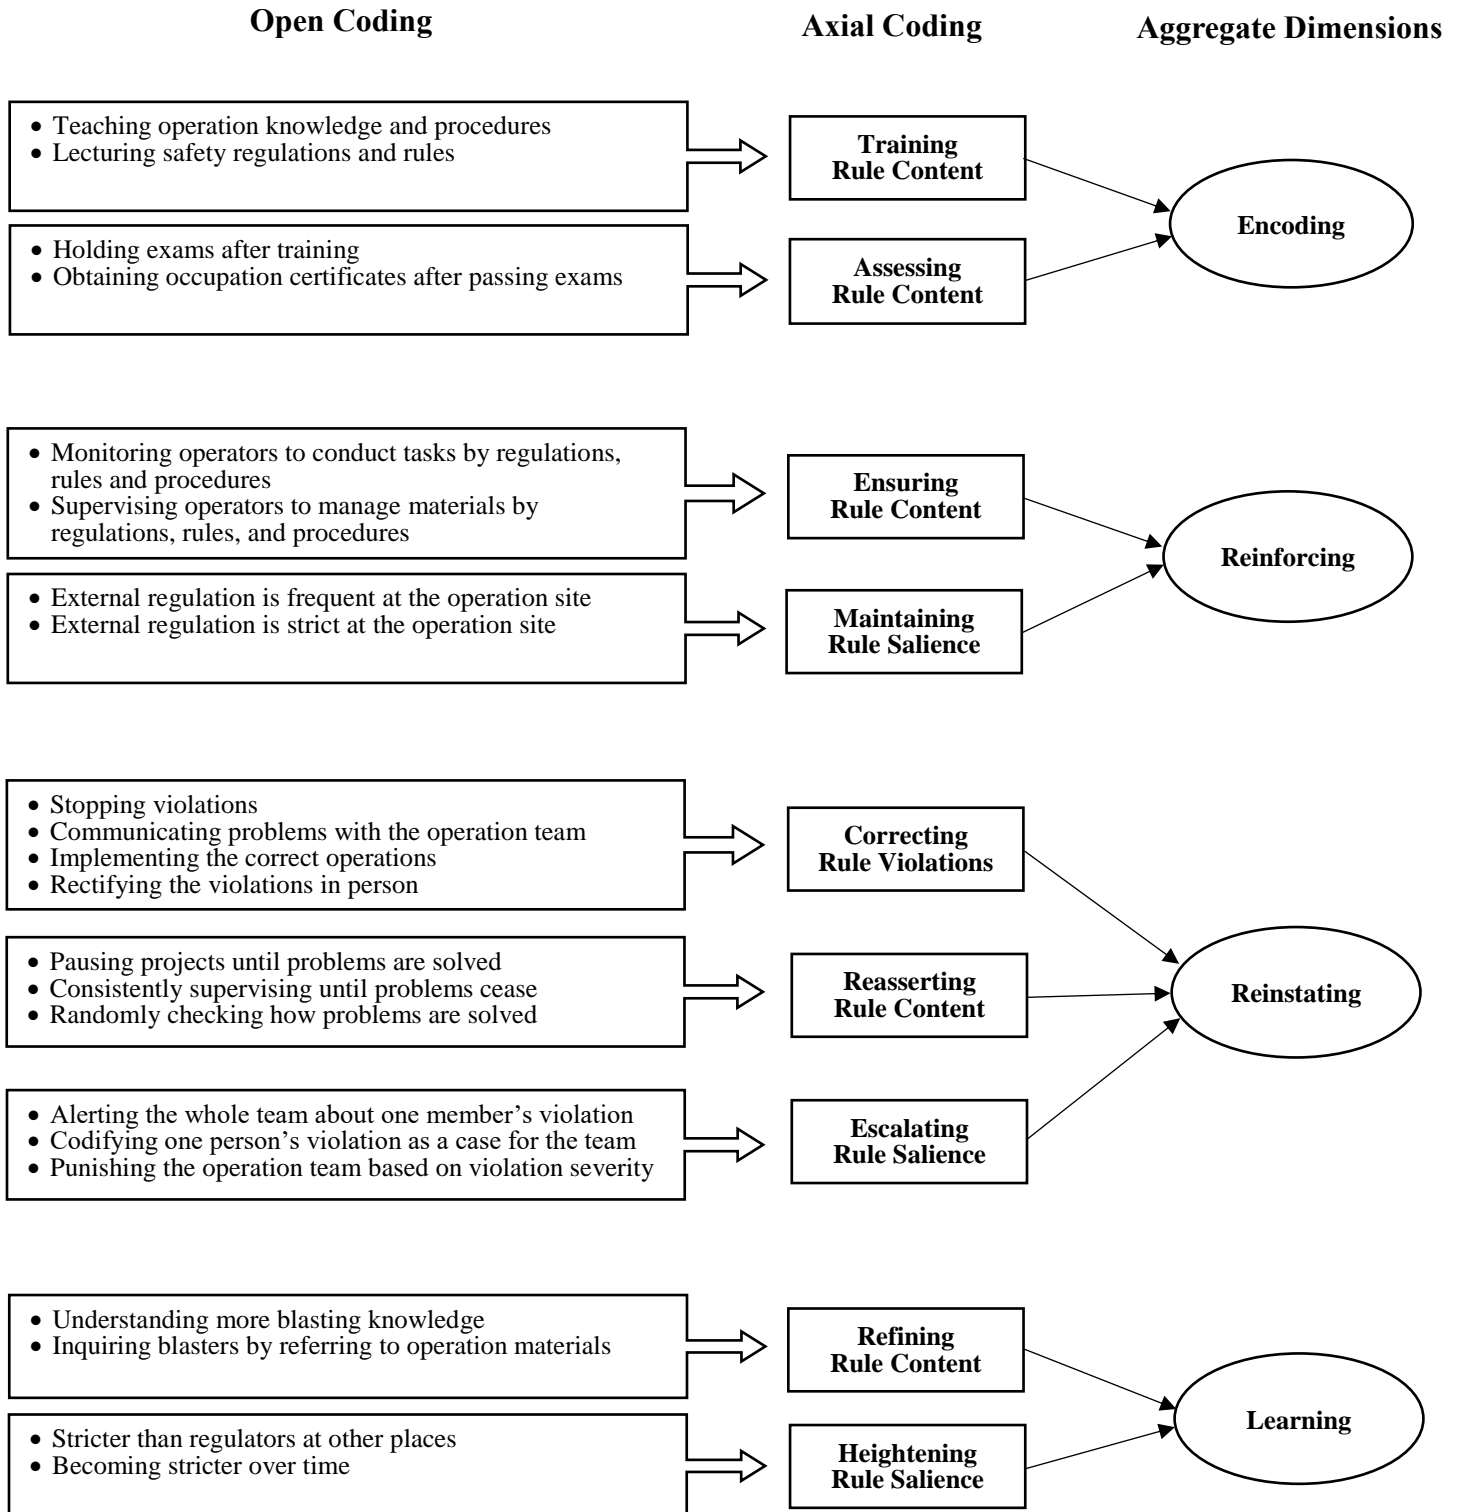 Open Coding
Axial Coding
Aggregate Dimensions
• Teaching operation knowledge and procedures
• Lecturing safety regulations and rules
Training
Rule Content
• Holding exams after training
• Obtaining occupation certificates after passing exams
Assessing
Rule Content
Encoding
• Monitoring operators to conduct tasks by regulations,
rules and procedures
• Supervising operators to manage materials by
regulations, rules, and procedures
Ensuring
Rule Content
• External regulation is frequent at the operation site
• External regulation is strict at the operation site
Maintaining
Rule Salience
Reinforcing
• Stopping violations
• Communicating problems with the operation team
• Implementing the correct operations
• Rectifying the violations in person
Correcting
Rule Violations
• Pausing projects until problems are solved
• Consistently supervising until problems cease
• Randomly checking how problems are solved
Reasserting
Rule Content
• Alerting the whole team about one member’s violation
• Codifying one person’s violation as a case for the team
• Punishing the operation team based on violation severity
Escalating
Rule Salience
Reinstating
• Understanding more blasting knowledge
• Inquiring blasters by referring to operation materials
Refining
Rule Content
• Stricter than regulators at other places
• Becoming stricter over time
Heightening
Rule Salience
Learning